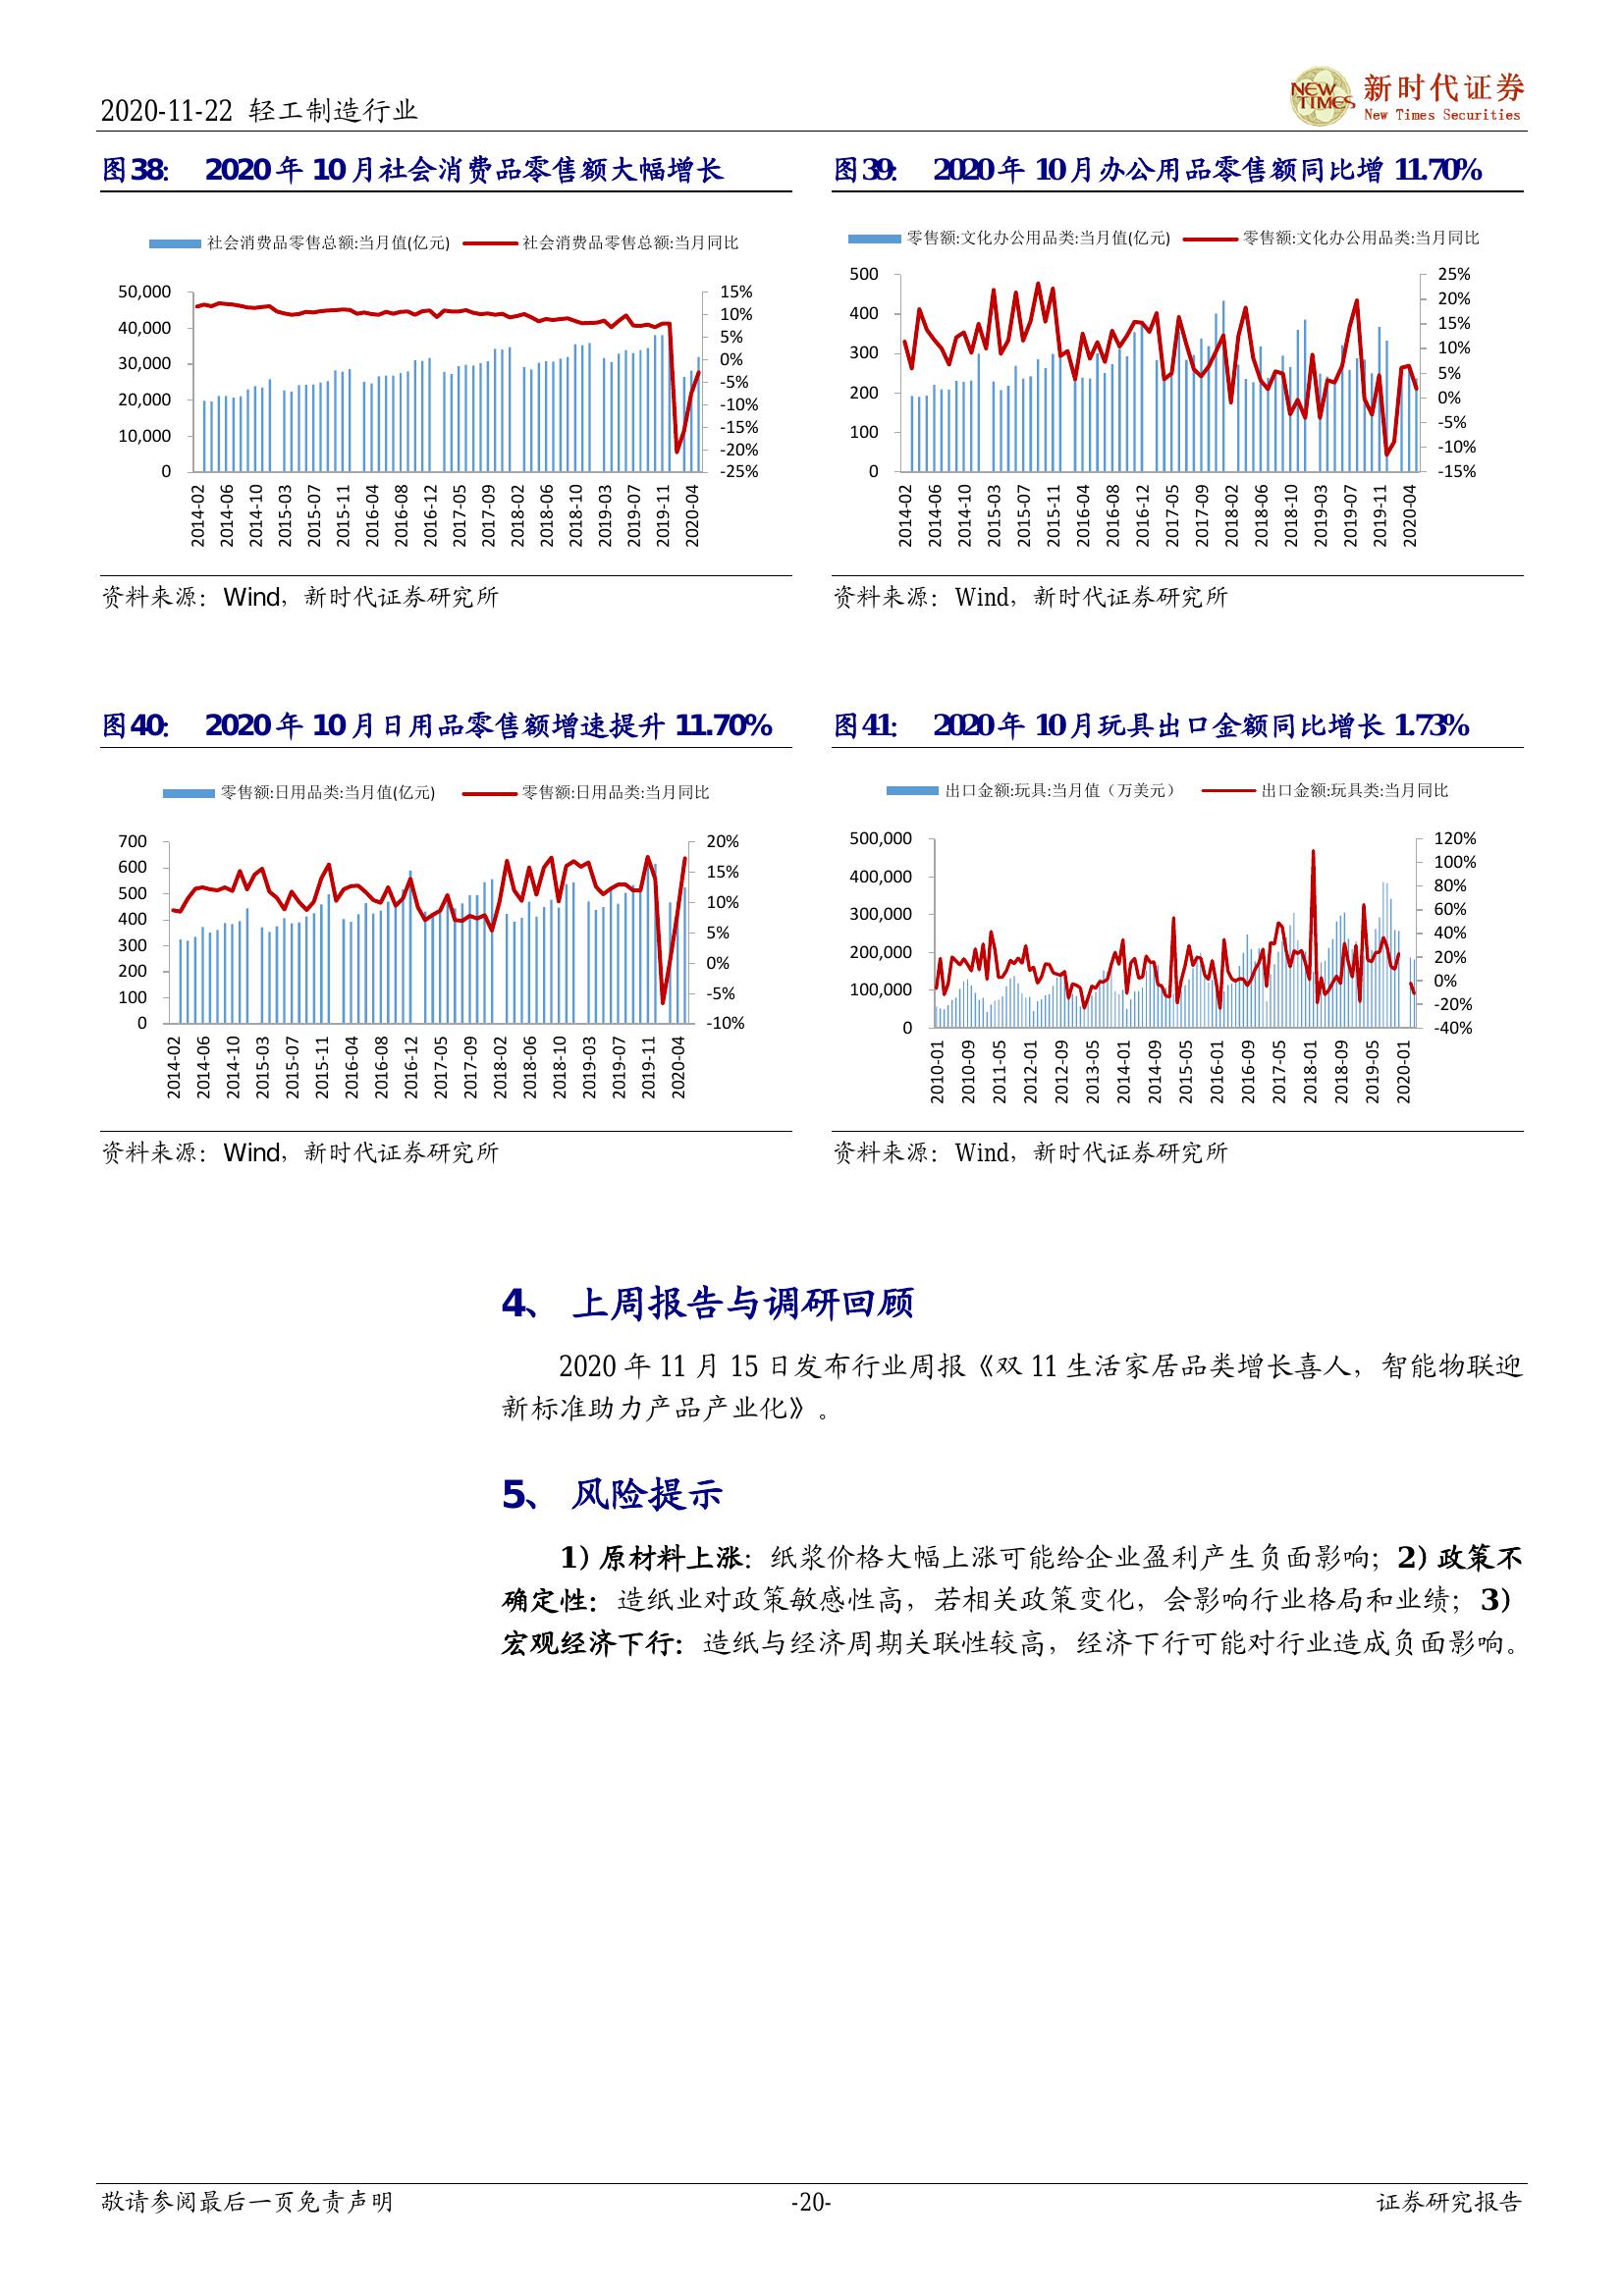 2020-11-22 轻工制造行业
NEW TIMES
新时代证券
New Times Securities
图38: 2020年10月社会消费品零售额大幅增长
社会消费品零售总额:当月值(亿元) 社会消费品零售总额:当月同比
50,000
40,000
30,000
20,000
10,000
0
15%
10%
5%
0%
-5%
-10%
-15%
-20%
-25%
2014-02 2014-06 2014-10 2015-03 2015-07 2015-11 2016-04 2016-08 2016-12 2017-05 2017-09 2018-02 2018-06 2018-10 2019-03 2019-07 2019-11 2020-04
资料来源:Wind,新时代证券研究所
图39: 2020年10月办公用品零售额同比增11.70%
零售额:文化办公用品类:当月值(亿元) 零售额:文化办公用品类:当月同比
500
400
300
200
100
0
25%
20%
15%
10%
5%
0%
-5%
-10%
-15%
2014-02 2014-06 2014-10 2015-03 2015-07 2015-11 2016-04 2016-08 2016-12 2017-05 2017-09 2018-02 2018-06 2018-10 2019-03 2019-07 2019-11 2020-04
资料来源:Wind,新时代证券研究所
图40: 2020年10月日用品零售额增速提升11.70%
零售额:日用品类:当月值(亿元) 零售额:日用品类:当月同比
700
600
500
400
300
200
100
0
20%
15%
10%
5%
0%
-5%
-10%
2014-02 2014-06 2014-10 2015-03 2015-07 2015-11 2016-04 2016-08 2016-12 2017-05 2017-09 2018-02 2018-06 2018-10 2019-03 2019-07 2019-11 2020-04
资料来源:Wind,新时代证券研究所
图41: 2020年10月玩具出口金额同比增长1.73%
出口金额:玩具:当月值(万美元) 出口金额:玩具类:当月同比
500,000
400,000
300,000
200,000
100,000
0
120%
100%
80%
60%
40%
20%
0%
-20%
-40%
2010-01 2010-09 2011-05 2012-01 2012-09 2013-05 2014-01 2014-09 2015-05 2016-01 2016-09 2017-05 2018-01 2018-09 2019-05 2020-01
资料来源:Wind,新时代证券研究所
4、 上周报告与调研回顾
2020年11月15日发布行业周报《双11生活家居品类增长喜人,智能物联迎
新标准助力产品产业化》。
5、 风险提示
1)原材料上涨:纸浆价格大幅上涨可能给企业盈利产生负面影响;2)政策不
确定性:造纸业对政策敏感性高,若相关政策变化,会影响行业格局和业绩;3)
宏观经济下行:造纸与经济周期关联性较高,经济下行可能对行业造成负面影响。
敬请参阅最后一页免责声明
-20-
证券研究报告